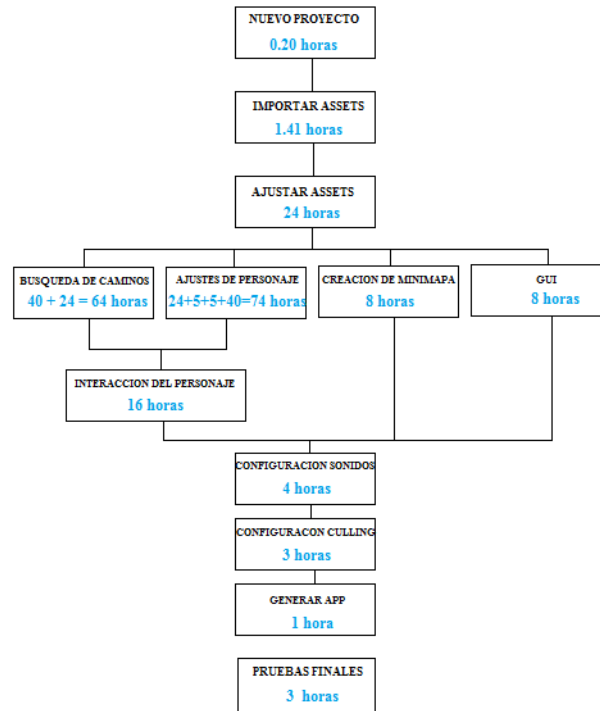 NUEVO PROYECTO
0.20 horas
IMPORTAR ASSETS
1.41 horas
AJUSTAR ASSETS
24 horas
BUSQUEDA DE CAMINOS
40 + 24 = 64 horas
AJUSTES DE PERSONAJE
24+5+5+40=74 horas
CREACION DE MINIMAPA
8 horas
GUI
8 horas
INTERACCION DEL PERSONAJE
16 horas
CONFIGURACION SONIDOS
4 horas
CONFIGURACON CULLING
3 horas
GENERAR APP
1 hora
PRUEBAS FINALES
3 horas